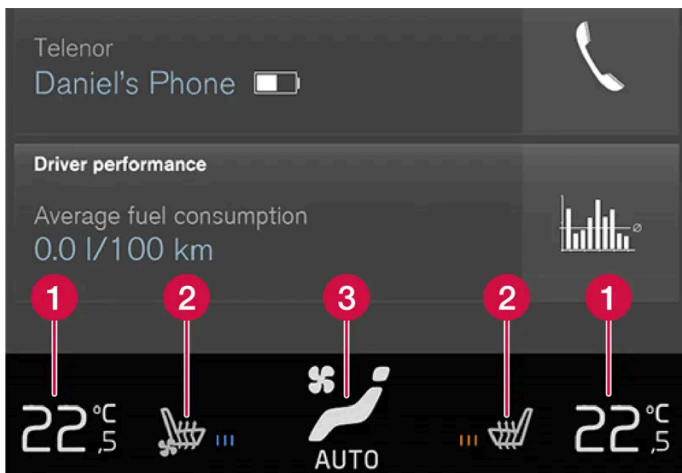 Telenor
Daniel's Phone
Driver performance
Average fuel consumption
0.0 l/100 km
1 2 3 2 1
22,5 °C 22,5 °C
AUTO